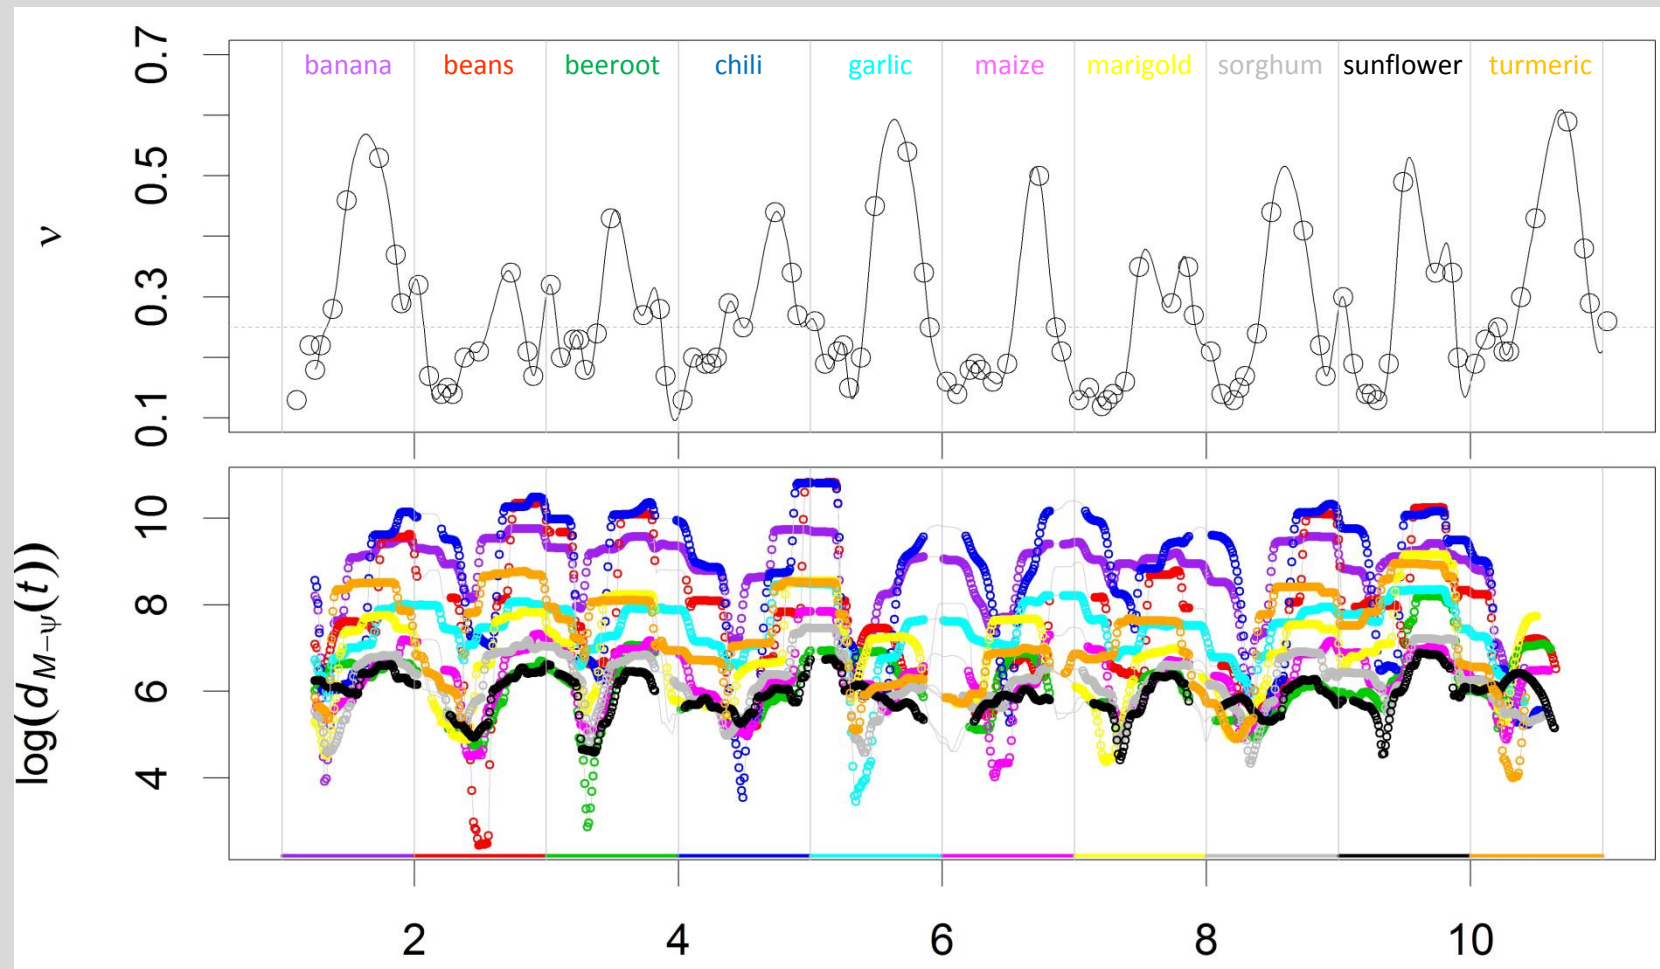 banana beans beeroot chili garlic maize marigold sorghum sunflower turmeric
ν
0.7
0.5
0.3
0.1
log(d_{M−ψ}(t))
10
8
6
4
2 4 6 8 10